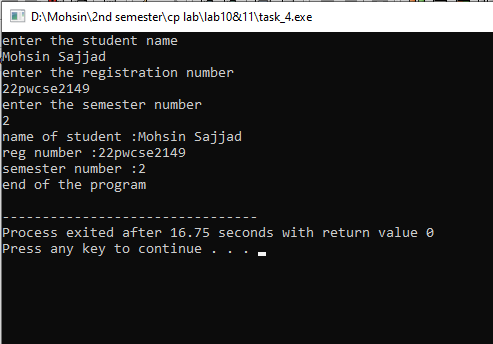 D:\Mohsin\2nd semester\cp lab\lab10&11\task_4.exe
enter the student name
Mohsin Sajjad
enter the registration number
22pwcse2149
enter the semester number
2
name of student :Mohsin Sajjad
reg number :22pwcse2149
semester number :2
end of the program

--------------------------------
Process exited after 16.75 seconds with return value 0
Press any key to continue . . .